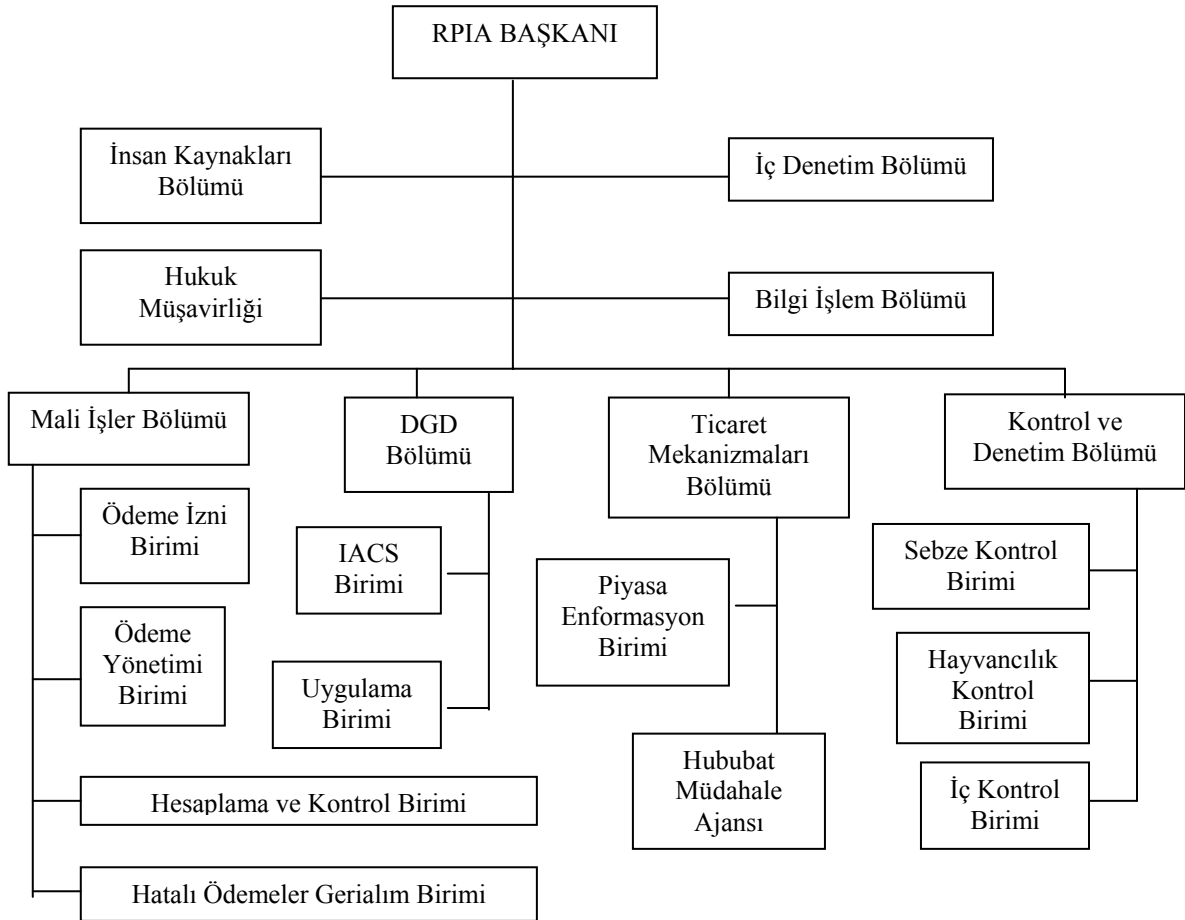 RPIA BAŞKANI
İnsan Kaynakları
Bölümü
İç Denetim Bölümü
Hukuk
Müşavirliği
Bilgi İşlem Bölümü
Mali İşler Bölümü
DGD
Bölümü
Ticaret
Mekanizmaları
Bölümü
Kontrol ve
Denetim Bölümü
Ödeme İzni
Birimi
Ödeme
Yönetimi
Birimi
Hesaplama ve Kontrol Birimi
Hatalı Ödemeler Gerialım Birimi
IACS
Birimi
Uygulama
Birimi
Piyasa
Enformasyon
Birimi
Hububat
Müdahale
Ajansı
Sebze Kontrol
Birimi
Hayvancılık
Kontrol
Birimi
İç Kontrol
Birimi